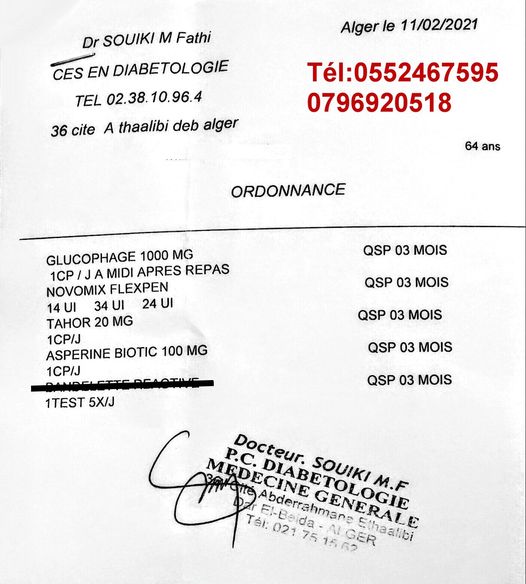 Dr SOUIKI M Fathi
Alger le 11/02/2021
CES EN DIABETOLOGIE
Tél:0552467595
TEL 02.38.10.96.4
0796920518
36 cite A thaalibi deb alger
64 ans
ORDONNANCE
GLUCOPHAGE 1000 MG QSP 03 MOIS
1CP / J A MIDI APRES REPAS
NOVOMIX FLEXPEN QSP 03 MOIS
14 UI 34 UI 24 UI
TAHOR 20 MG QSP 03 MOIS
1CP/J
ASPERINE BIOTIC 100 MG QSP 03 MOIS
1CP/J
BANDELETTE REACTIVE QSP 03 MOIS
1TEST 5X/J
Docteur. SOUIKI M.F
P.C. DIABETOLOGIE
MEDECINE GENERALE
Cité Abderrahmane Ethaalibi
Dar El-Beida - AlGER
Tél: 021 75 15 62